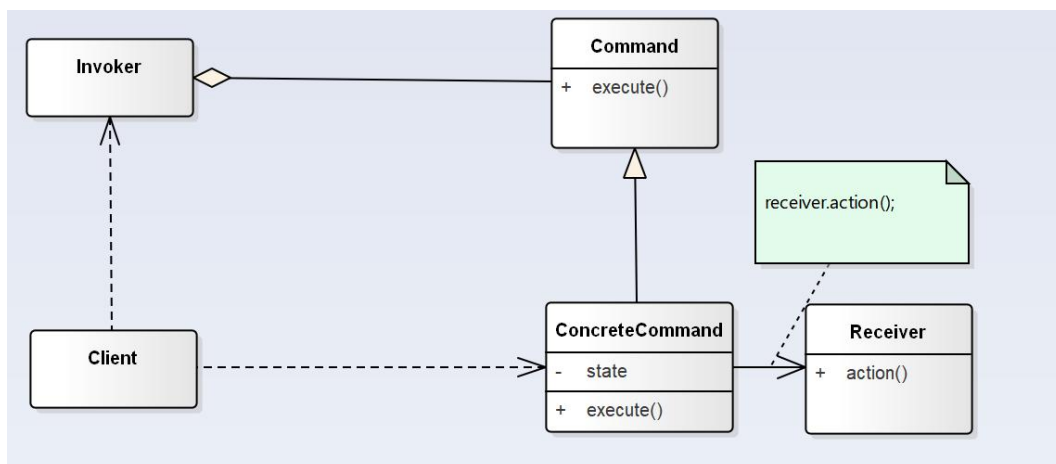 Invoker
Command
+ execute()
receiver.action();
Client
ConcreteCommand
- state
+ execute()
Receiver
+ action()